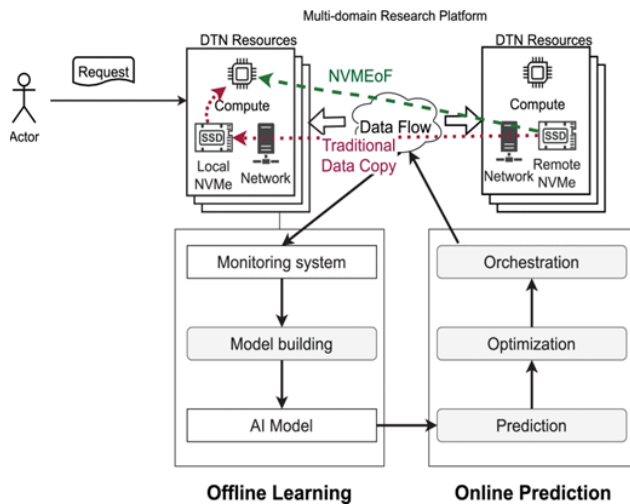 Multi-domain Research Platform
DTN Resources
DTN Resources
Request
NVMEoF
Compute
Compute
Actor
Data Flow
SSD
SSD
Traditional
Data Copy
Local
NVMe
Network
Network
Remote
NVMe
Monitoring system
Orchestration
Model building
Optimization
AI Model
Prediction
Offline Learning
Online Prediction